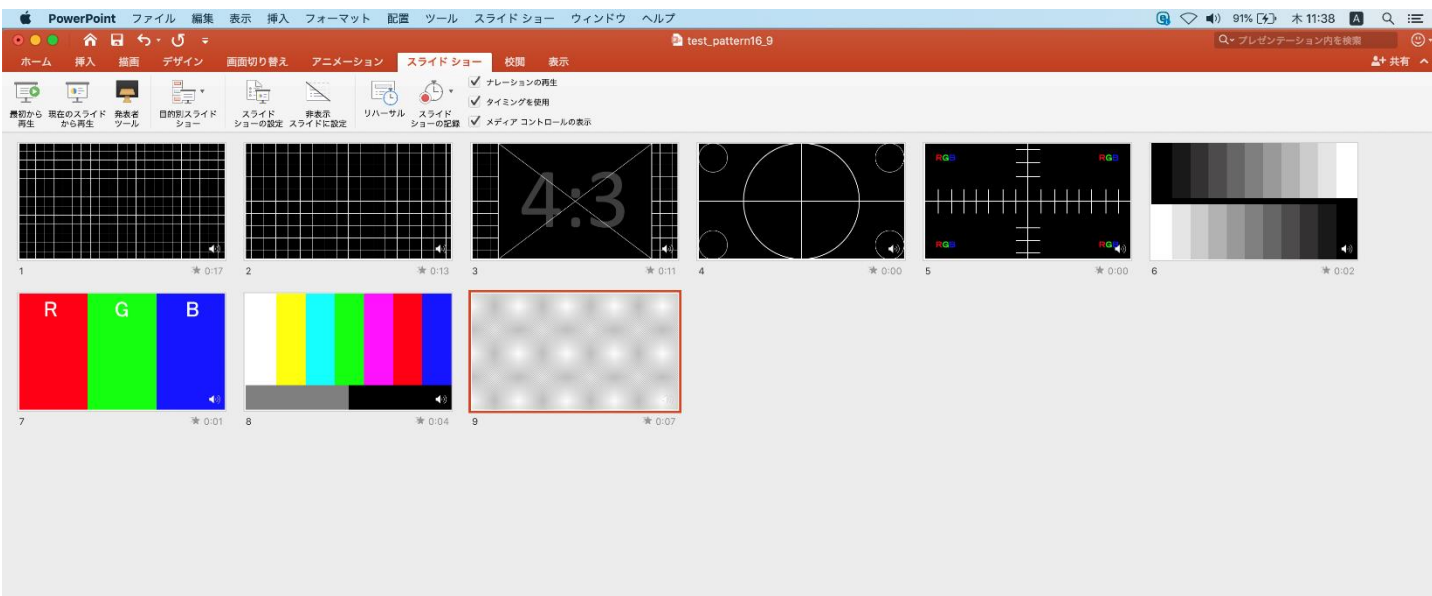 PowerPoint ファイル 編集 表示 挿入 フォーマット 配置 ツール スライド ショー ウィンドウ ヘルプ 91% 木 11:38 A
test_pattern16_9 プレゼンテーション内を検索
ホーム 挿入 描画 デザイン 画面切り替え アニメーション スライド ショー 校閲 表示 共有
最初から
再生
現在のスライド
から再生
発表者
ツール
目的別スライド
ショー
スライド
ショーの設定
非表示
スライドに設定
リハーサル
スライド
ショーの記録
ナレーションの再生
タイミングを使用
メディア コントロールの表示
4:3
RGB RGB
RGB RGB
1 0:17 2 0:13 3 0:11 4 0:00 5 0:00 6 0:02
R G B
7 0:01 8 0:04 9 0:07